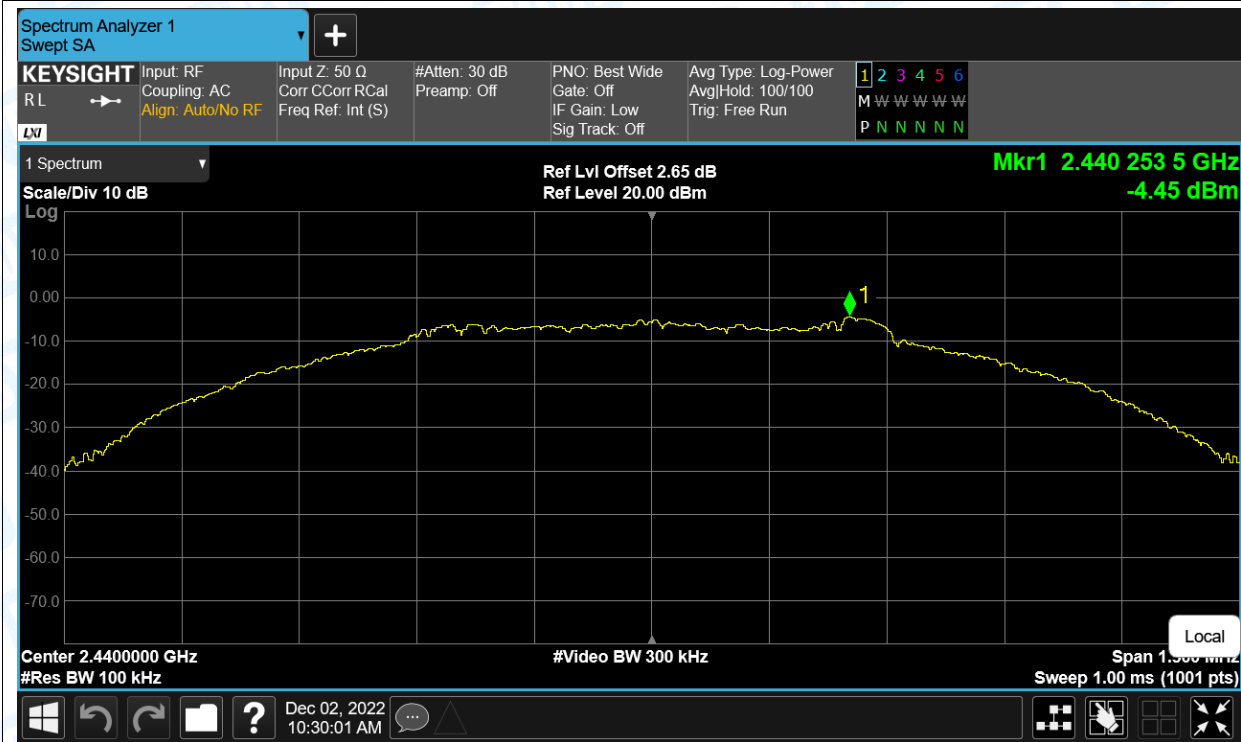 Spectrum Analyzer 1
Swept SA
KEYSIGHT
R L
LXI
Input: RF
Coupling: AC
Align: Auto/No RF
Input Z: 50 Ω
Corr CCorr RCal
Freq Ref: Int (S)
#Atten: 30 dB
Preamp: Off
PNO: Best Wide
Gate: Off
IF Gain: Low
Sig Track: Off
Avg Type: Log-Power
Avg|Hold: 100/100
Trig: Free Run
1 2 3 4 5 6
M W W W W W
P N N N N N
1 Spectrum
Scale/Div 10 dB
Log
Ref Lvl Offset 2.65 dB
Ref Level 20.00 dBm
Mkr1 2.440 253 5 GHz
-4.45 dBm
10.0
0.00
1
-10.0
-20.0
-30.0
-40.0
-50.0
-60.0
-70.0
Local
Center 2.4400000 GHz
#Video BW 300 kHz
Span
#Res BW 100 kHz
Sweep 1.00 ms (1001 pts)
?
Dec 02, 2022
10:30:01 AM